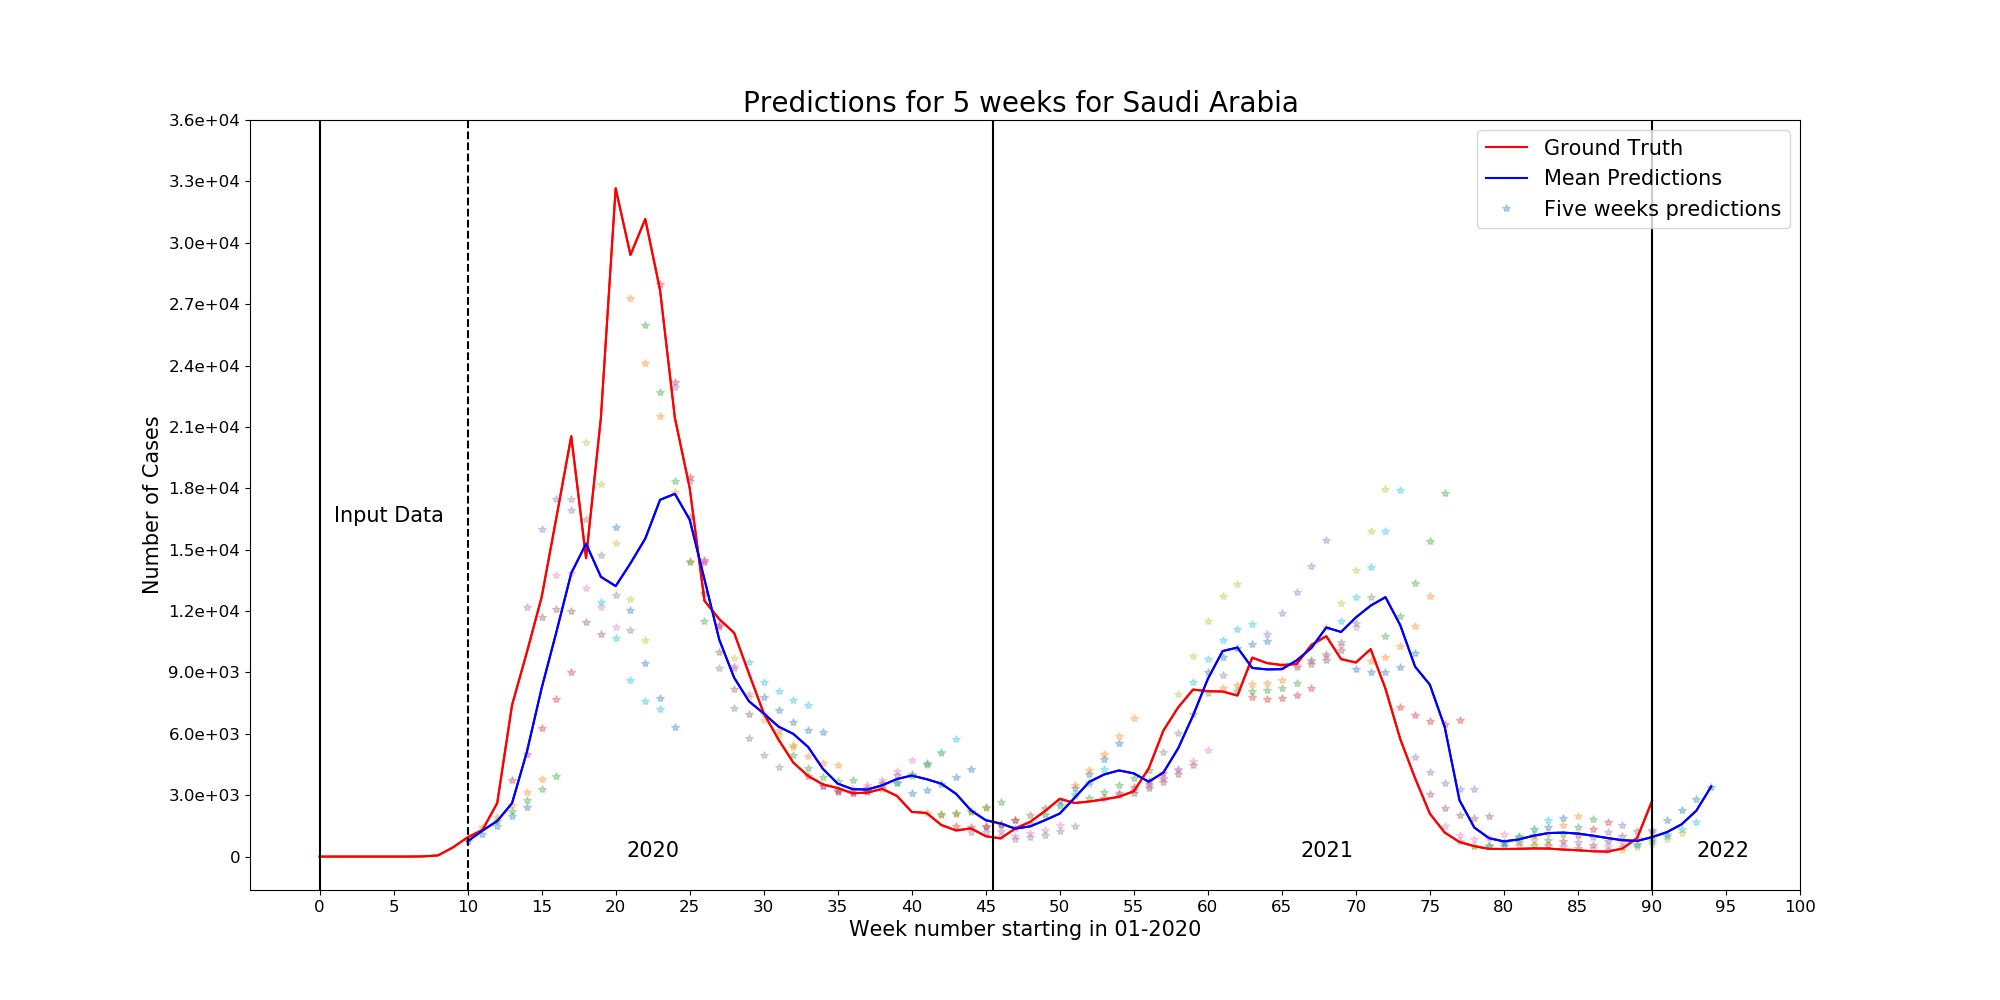 Predictions for 5 weeks for Saudi Arabia
3.6e+04
3.3e+04
3.0e+04
2.7e+04
2.4e+04
2.1e+04
1.8e+04
1.5e+04
1.2e+04
9.0e+03
6.0e+03
3.0e+03
0
Number of Cases
Ground Truth
Mean Predictions
Five weeks predictions
Input Data
2020
2021
2022
0 5 10 15 20 25 30 35 40 45 50 55 60 65 70 75 80 85 90 95 100
Week number starting in 01-2020